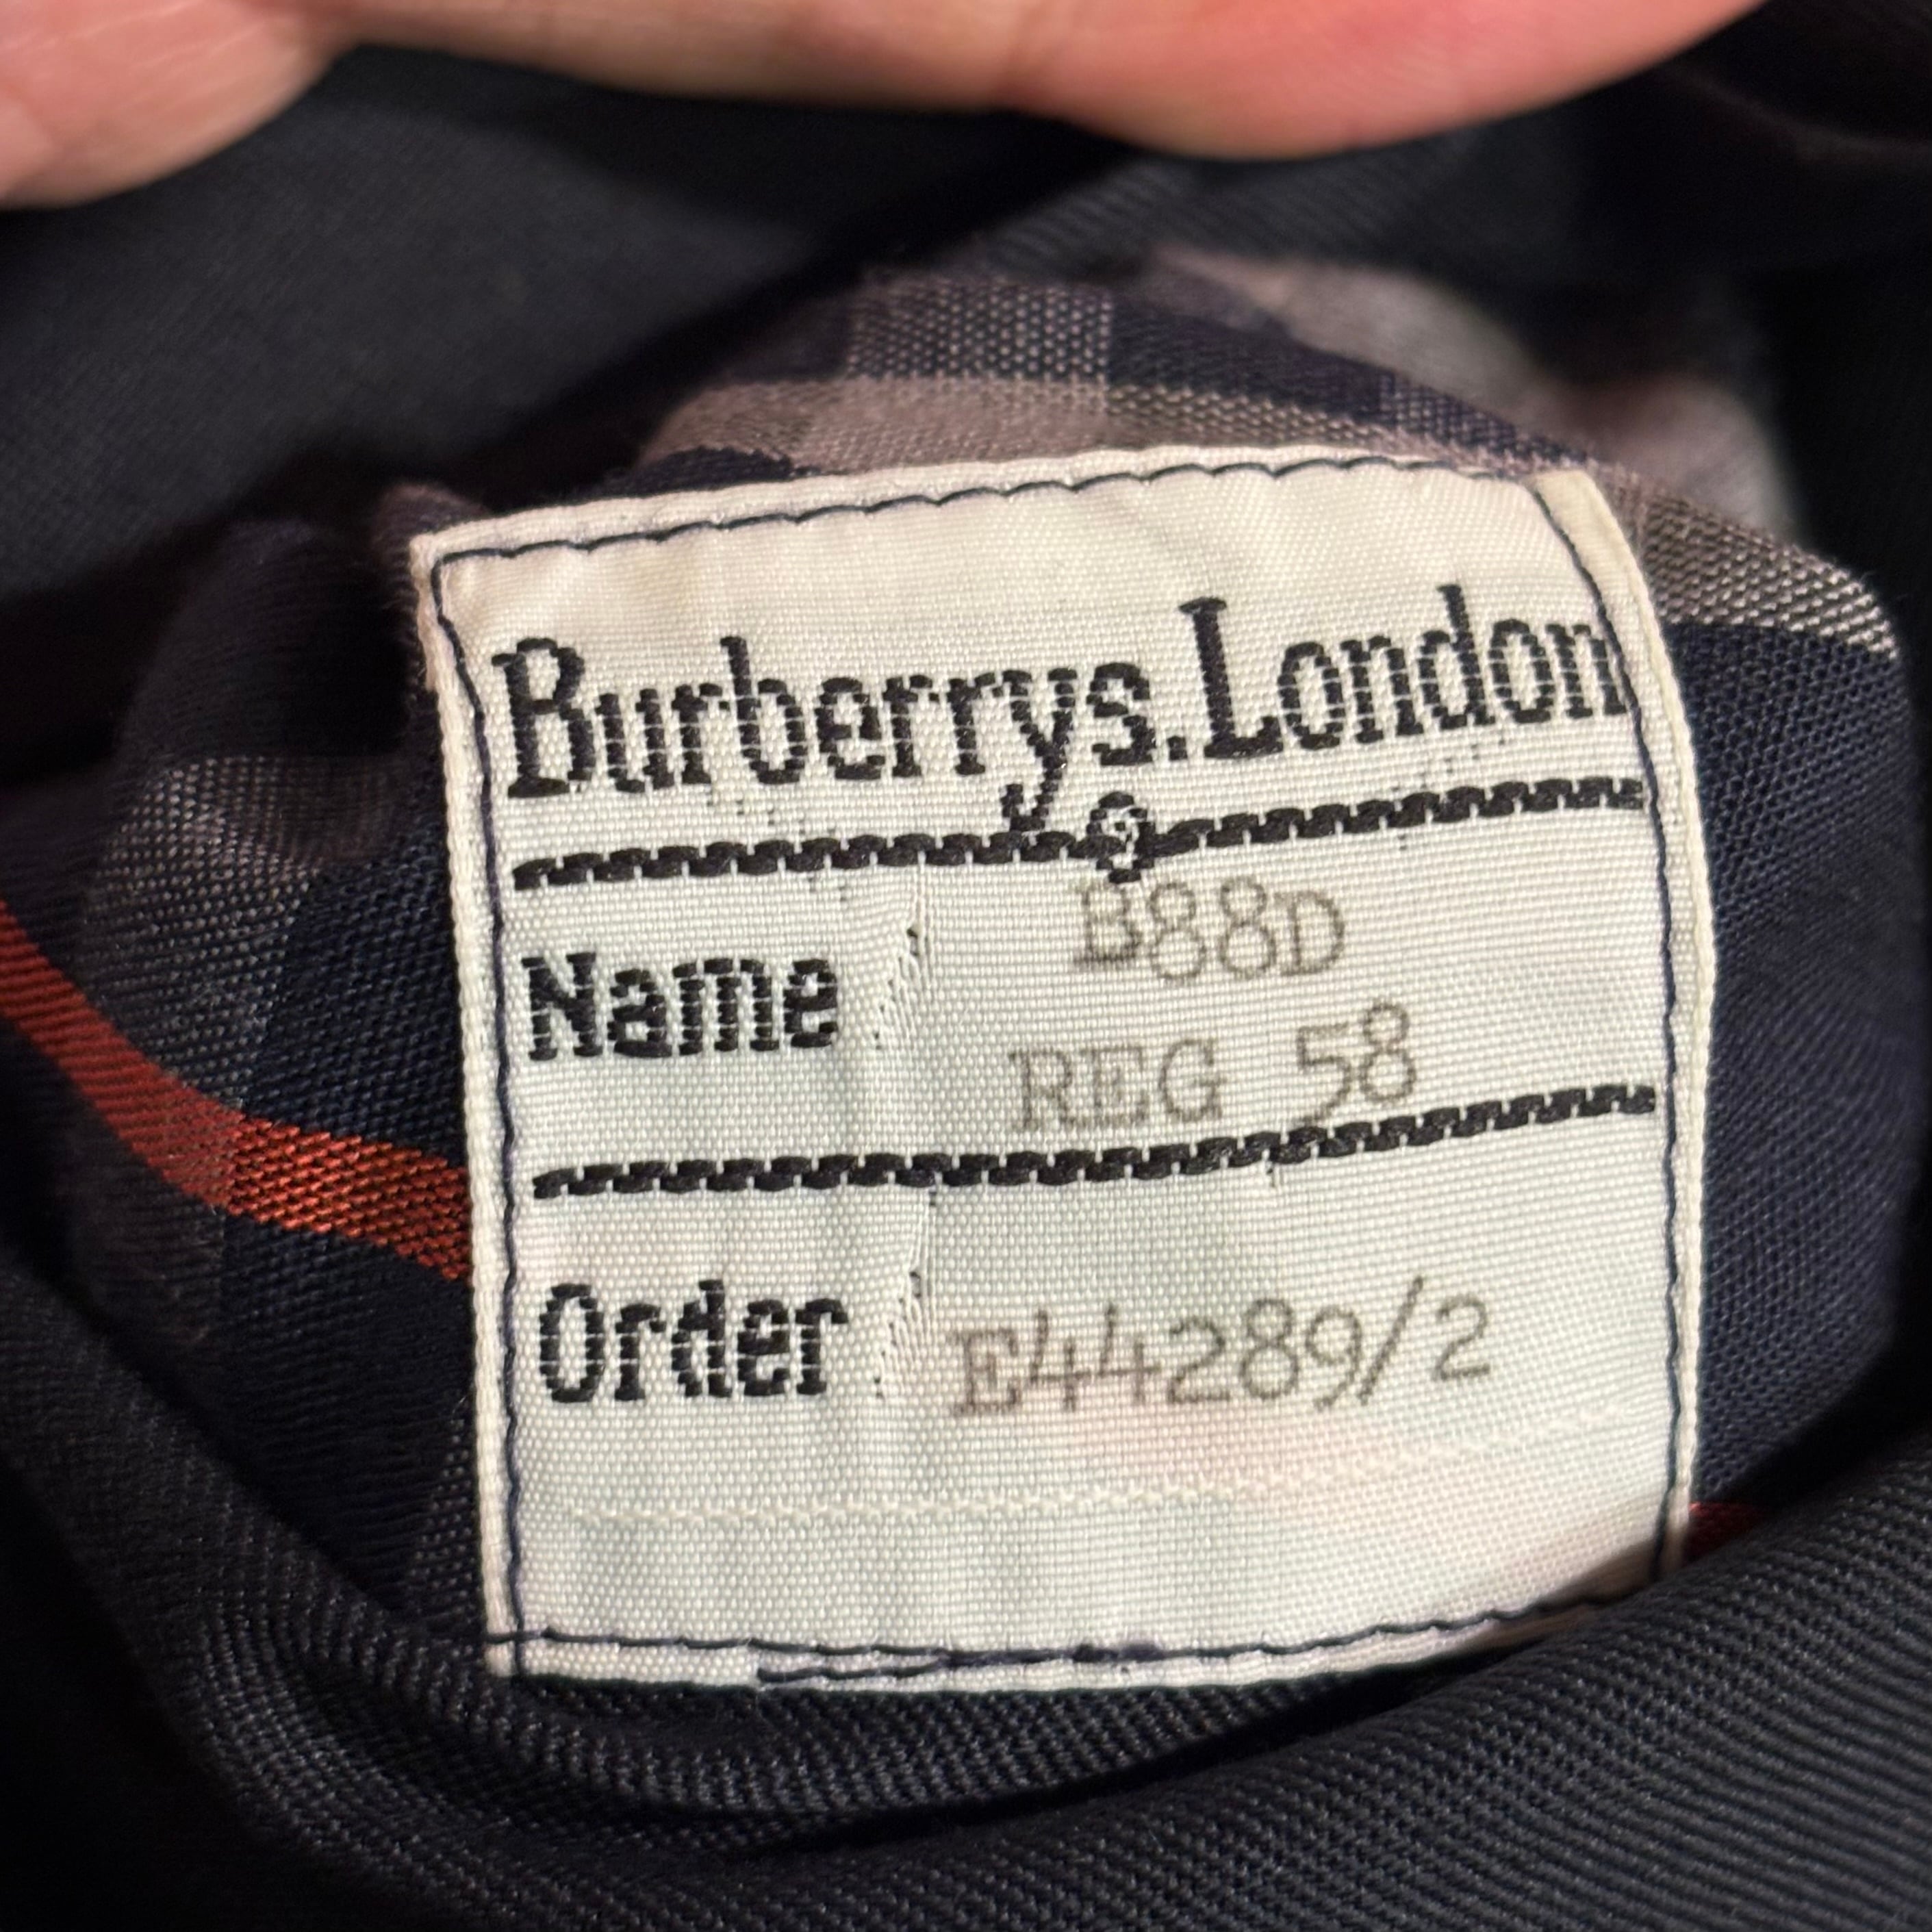 Burberrys.London
B88D
Name
REG 58
Order E44289/2